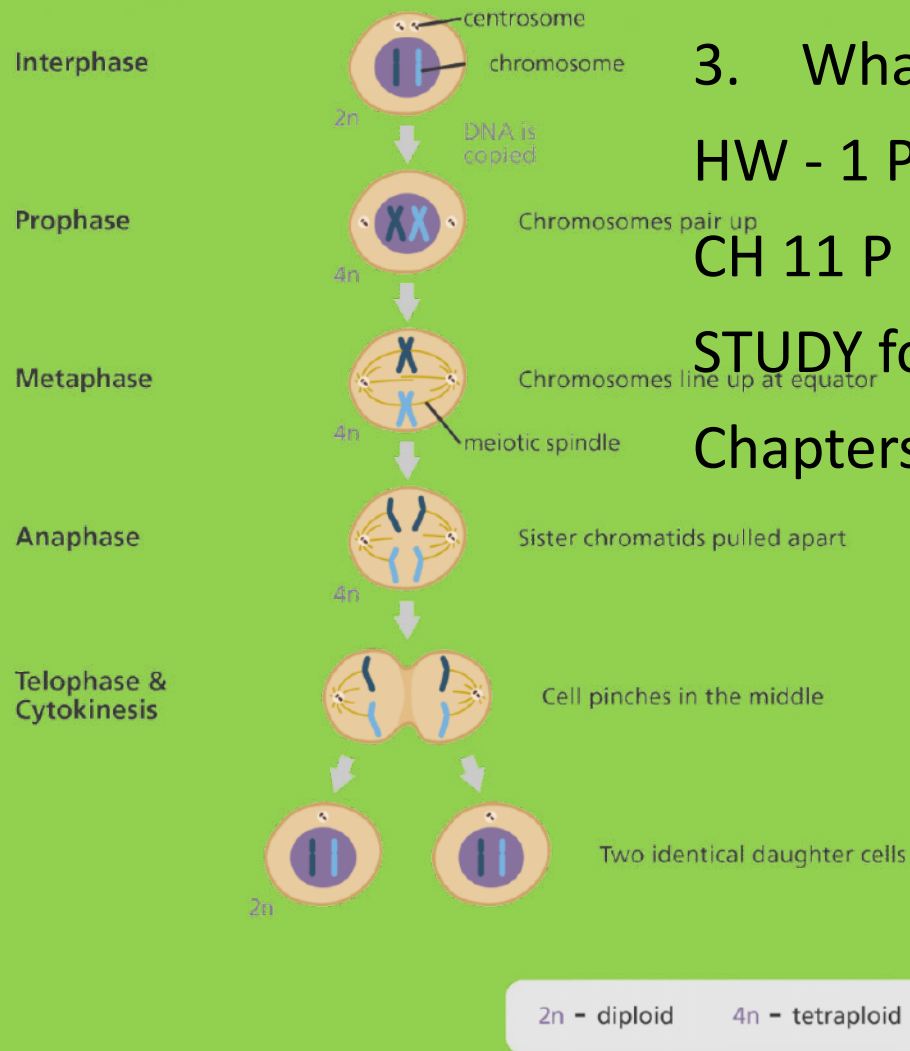 centrosome
Interphase
chromosome
3. Wha
2n
DNA is
copied
HW - 1 P
Prophase
Chromosomes pair up
CH 11 P
4n
STUDY fo
Metaphase
Chromosomes line up at equator
4n
meiotic spindle
Chapters
Anaphase
Sister chromatids pulled apart
4n
Telophase &
Cytokinesis
Cell pinches in the middle
Two identical daughter cells
2n
2n - diploid 4n - tetraploid